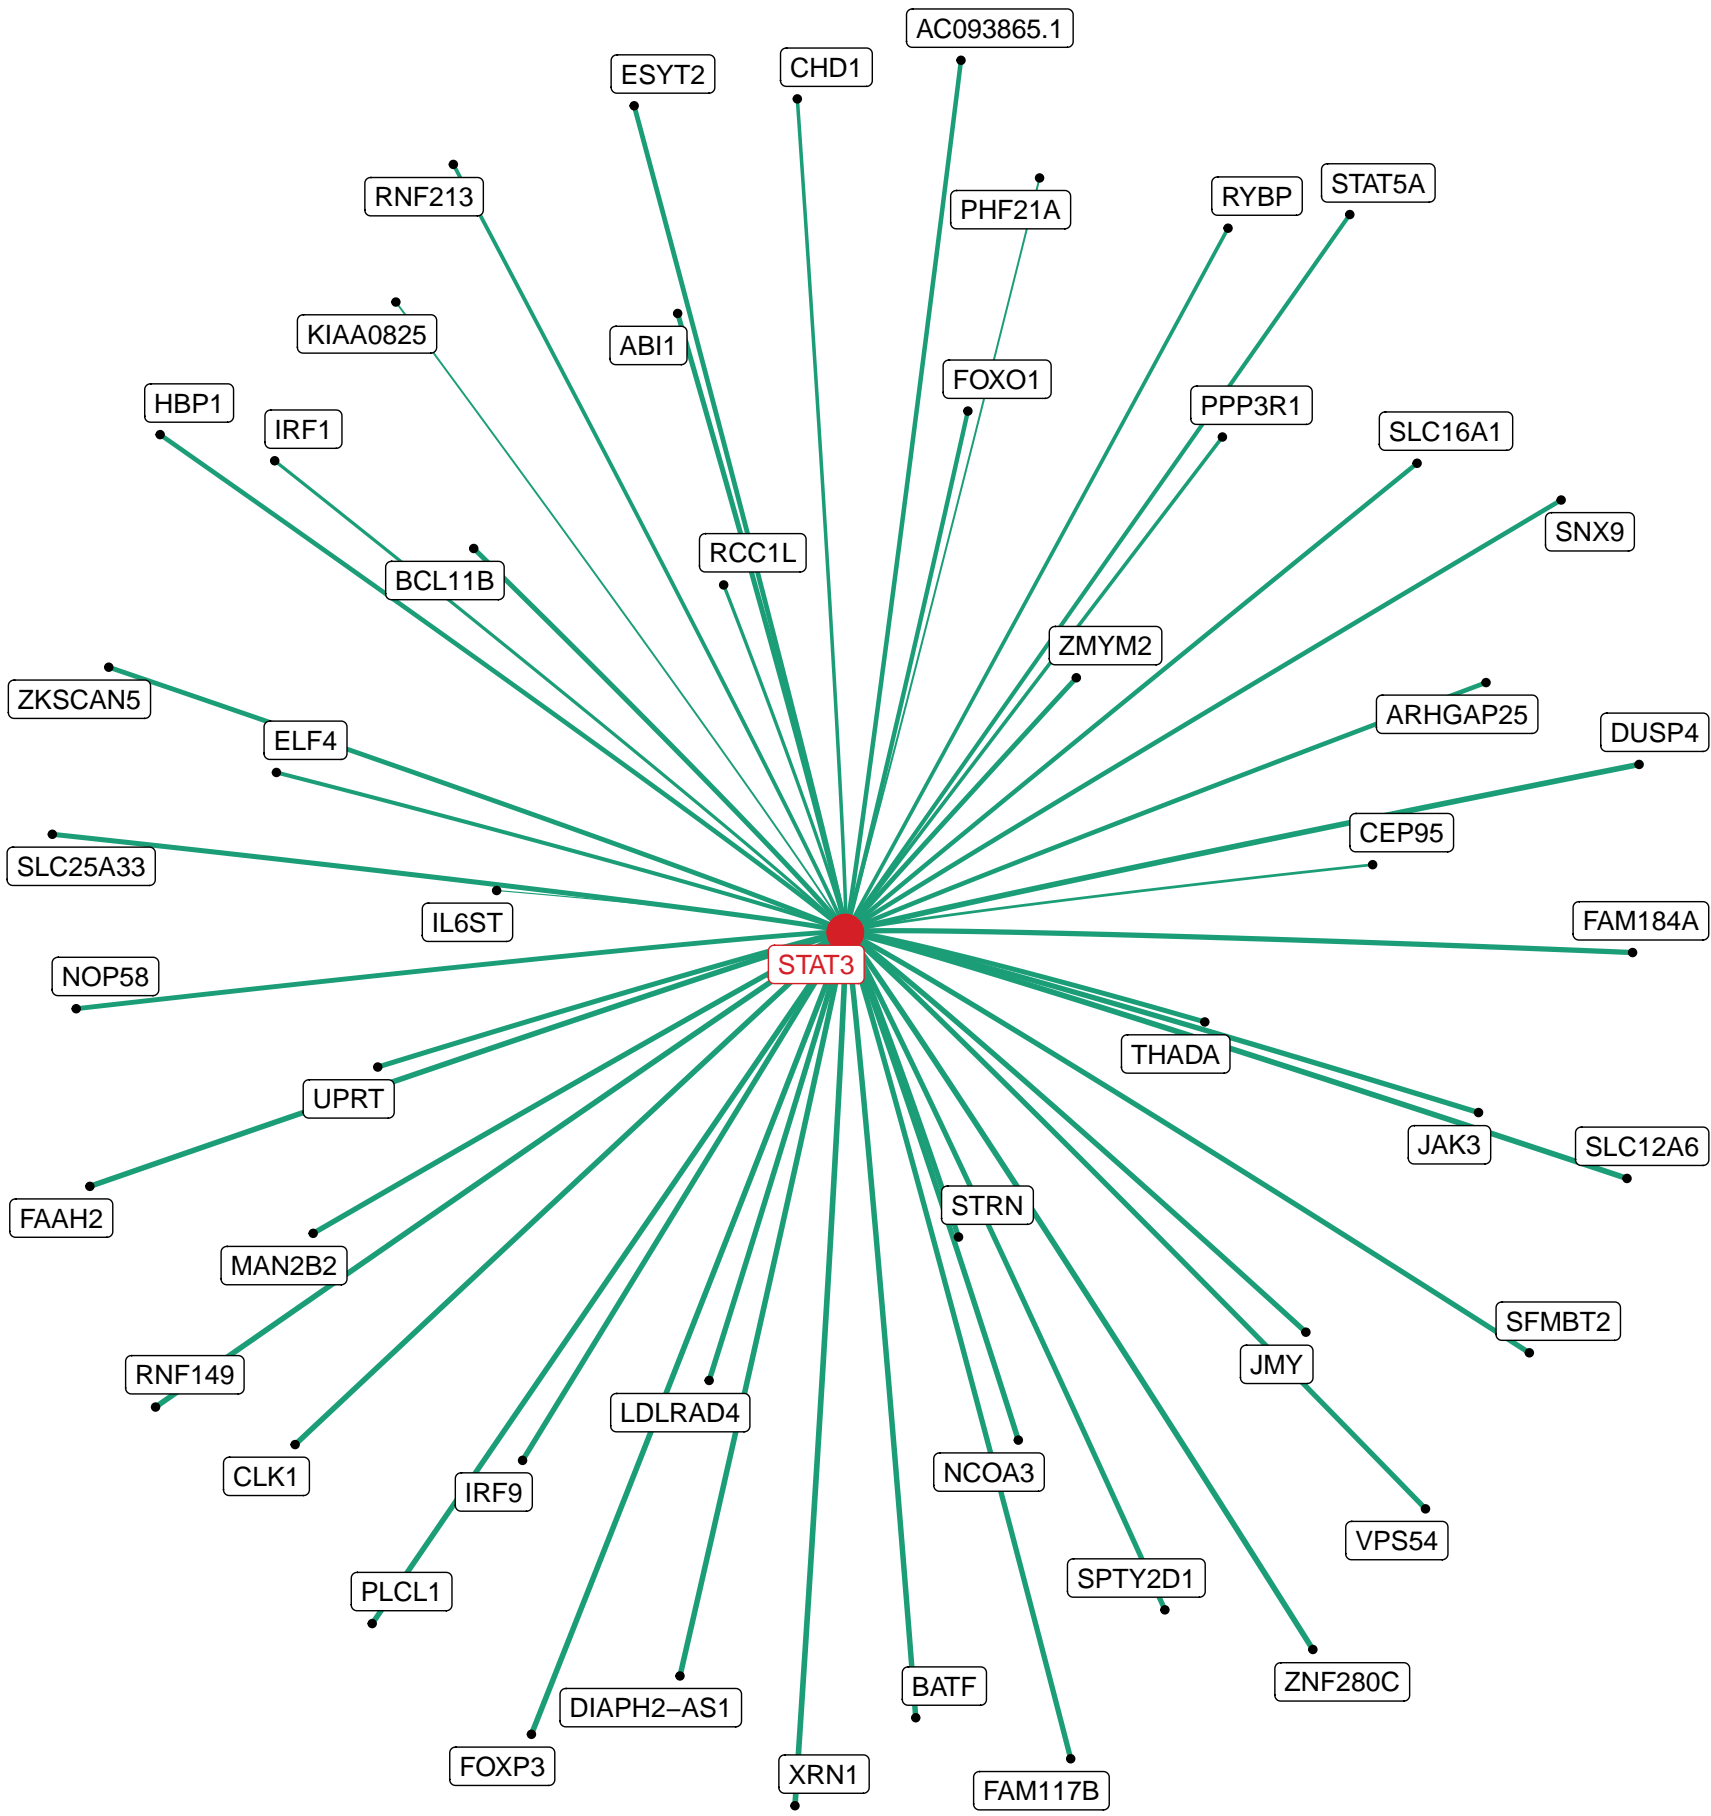 AC093865.1
CHD1
ESYT2
STAT5A
RYBP
RNF213
PHF21A
KIAA0825
ABI1
FOXO1
HBP1
PPP3R1
IRF1
SLC16A1
SNX9
RCC1L
BCL11B
ZMYM2
ZKSCAN5
ARHGAP25
DUSP4
ELF4
CEP95
SLC25A33
FAM184A
IL6ST
STAT3
NOP58
THADA
UPRT
JAK3
SLC12A6
STRN
FAAH2
MAN2B2
SFMBT2
JMY
RNF149
LDLRAD4
NCOA3
CLK1
IRF9
VPS54
SPTY2D1
PLCL1
ZNF280C
BATF
DIAPH2−AS1
FOXP3
XRN1
FAM117B